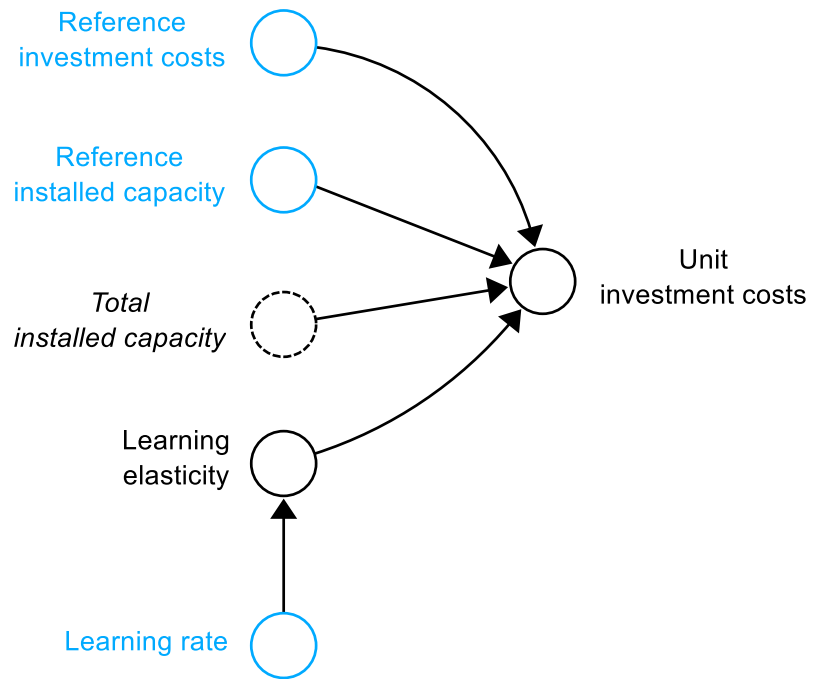 Reference
investment costs
Reference
installed capacity
Total
installed capacity
Unit
investment costs
Learning
elasticity
Learning rate